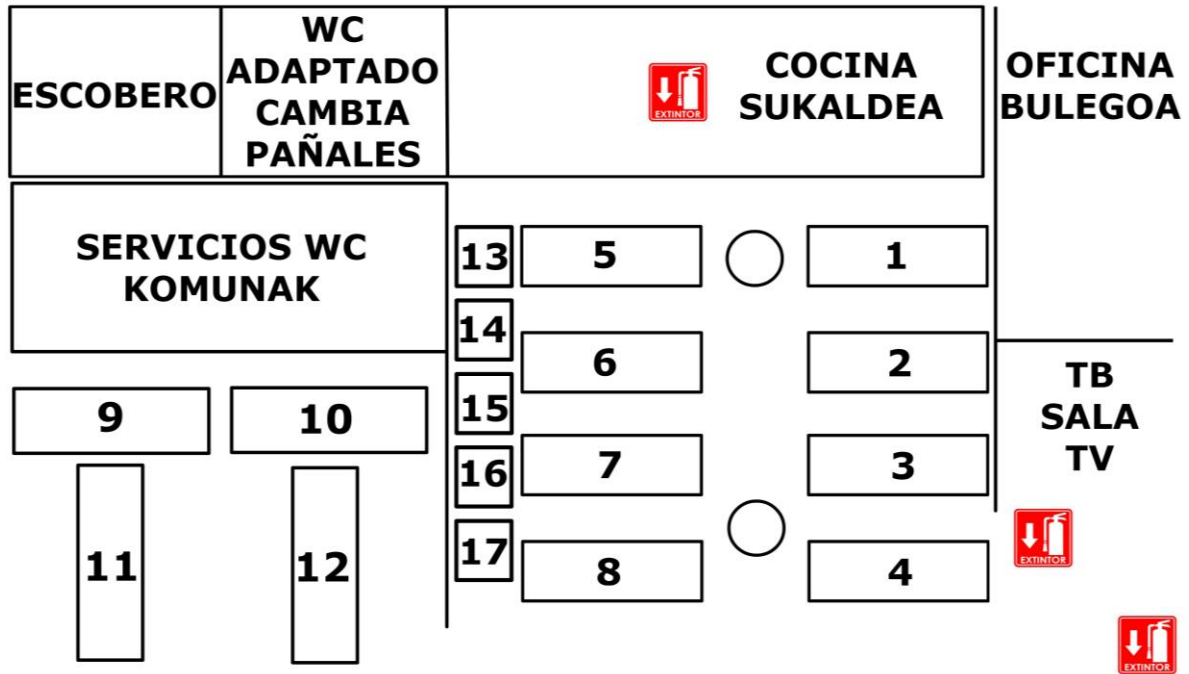 ESCOBERO
WC
ADAPTADO
CAMBIA
PAÑALES
EXTINTOR
COCINA
SUKALDEA
OFICINA
BULEGOA
SERVICIOS WC
KOMUNAK
13
5
1
14
6
2
TB
SALA
TV
9
10
15
16
7
3
EXTINTOR
11
12
17
8
4
EXTINTOR